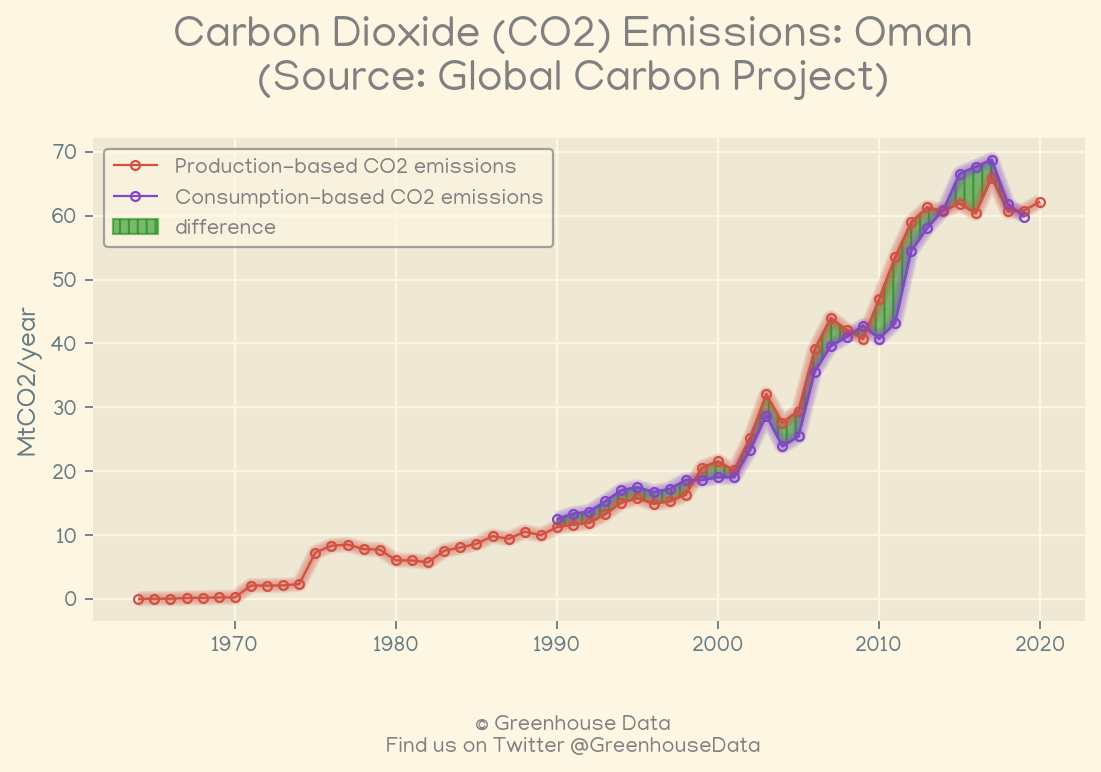 Carbon Dioxide (CO2) Emissions: Oman
(Source: Global Carbon Project)
Production-based CO2 emissions
Consumption-based CO2 emissions
difference
MtCO2/year
70
60
50
40
30
20
10
0
1970 1980 1990 2000 2010 2020
© Greenhouse Data
Find us on Twitter @GreenhouseData